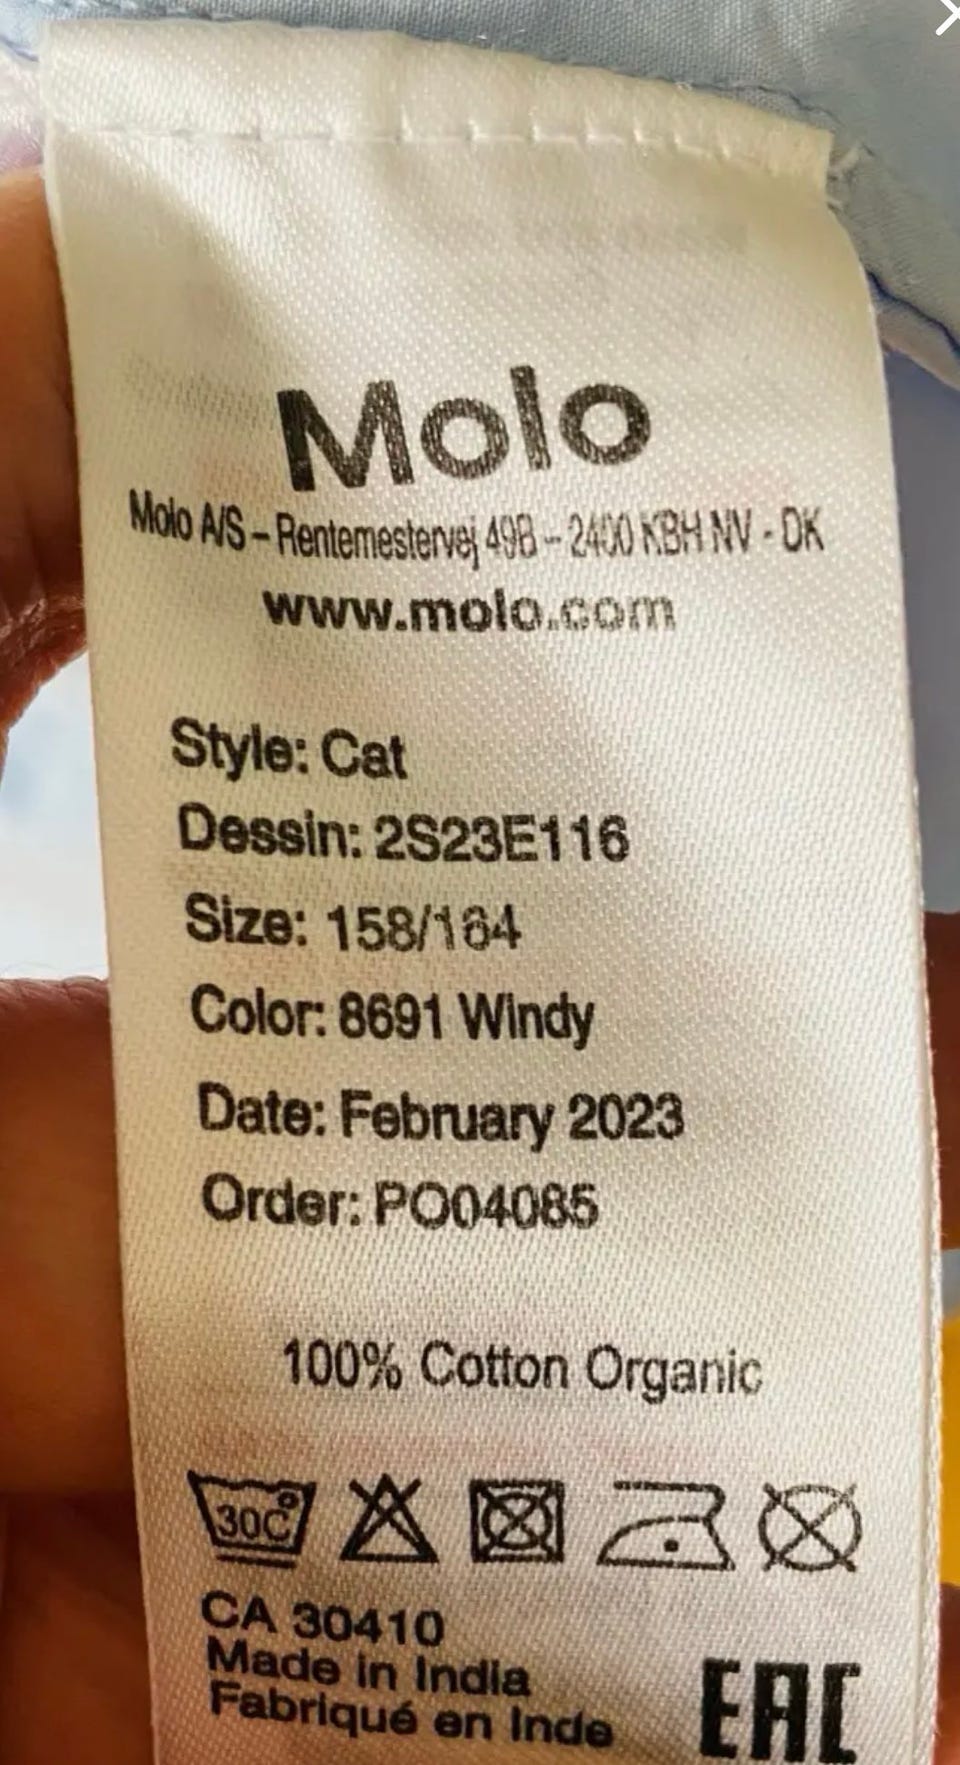 Molo
Molo A/S – Rentemestervej 49B – 2400 KBH NV - DK
www.molo.com
Style: Cat
Dessin: 2S23E116
Size: 158/164
Color: 8691 Windy
Date: February 2023
Order: PO04085
100% Cotton Organic
30C°
CA 30410
Made in India
Fabriqué en Inde
EAC